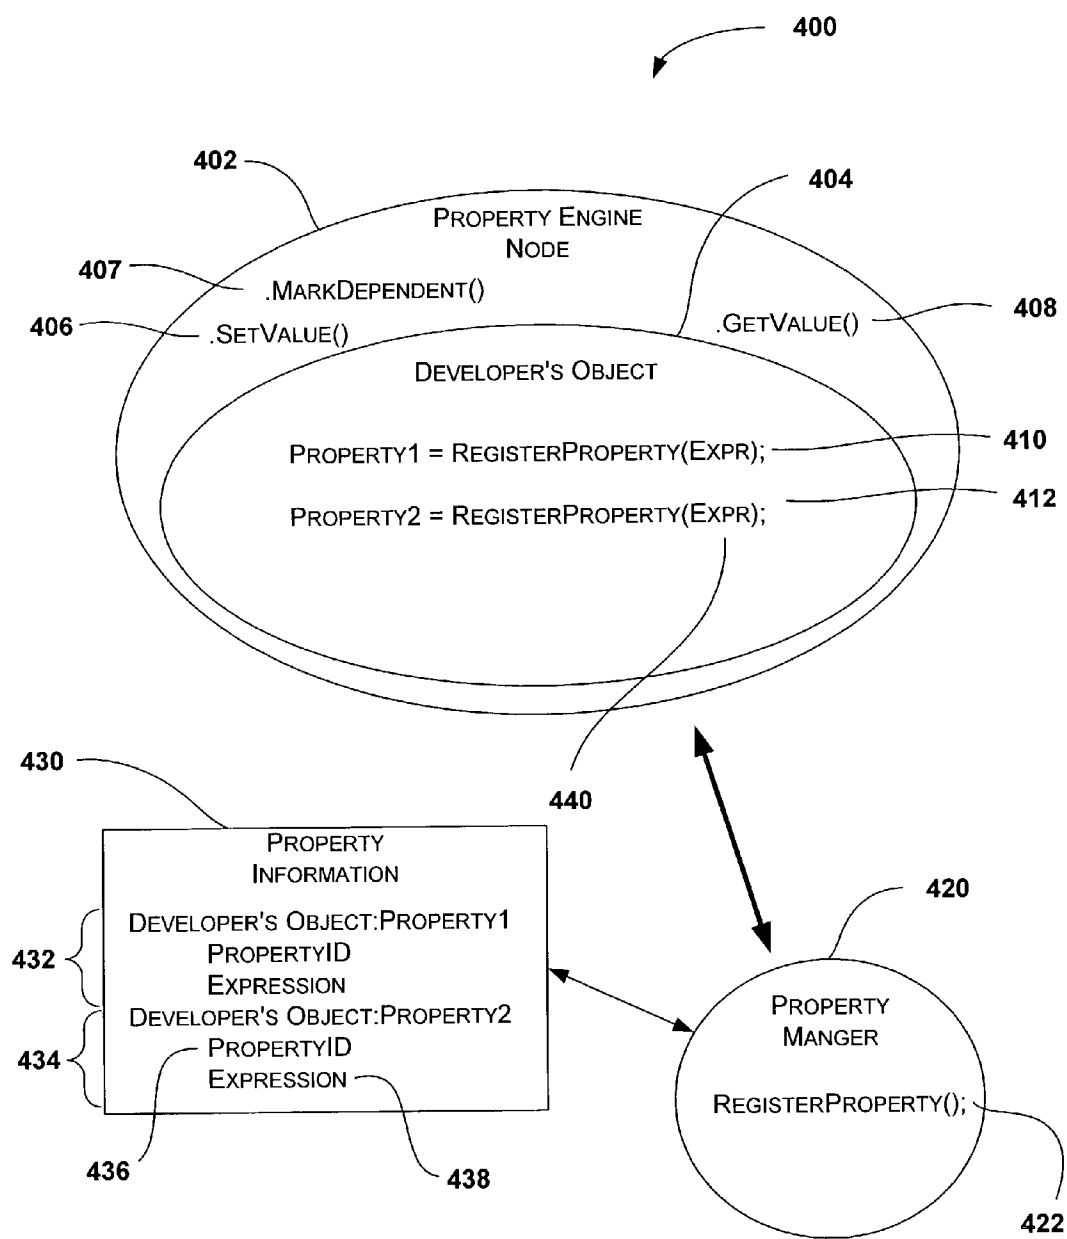 400
402
404
PROPERTY ENGINE
NODE
407
.MARKDEPENDENT()
406
.SETVALUE()
.GETVALUE()
408
DEVELOPER'S OBJECT
PROPERTY1 = REGISTERPROPERTY(EXPR);
410
PROPERTY2 = REGISTERPROPERTY(EXPR);
412
440
430
PROPERTY
INFORMATION
DEVELOPER'S OBJECT:PROPERTY1
PROPERTYID
EXPRESSION
432
DEVELOPER'S OBJECT:PROPERTY2
PROPERTYID
EXPRESSION
434
436
438
420
PROPERTY
MANGER
REGISTERPROPERTY();
422